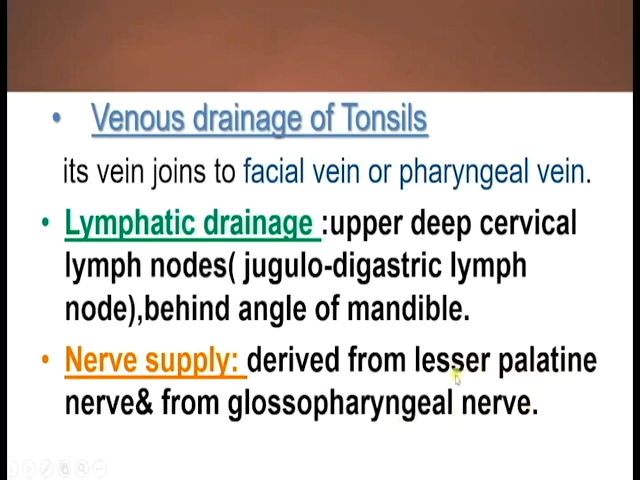 • Venous drainage of Tonsils
its vein joins to facial vein or pharyngeal vein.
• Lymphatic drainage :upper deep cervical
lymph nodes( jugulo-digastric lymph
node),behind angle of mandible.
• Nerve supply: derived from lesser palatine
nerve& from glossopharyngeal nerve.